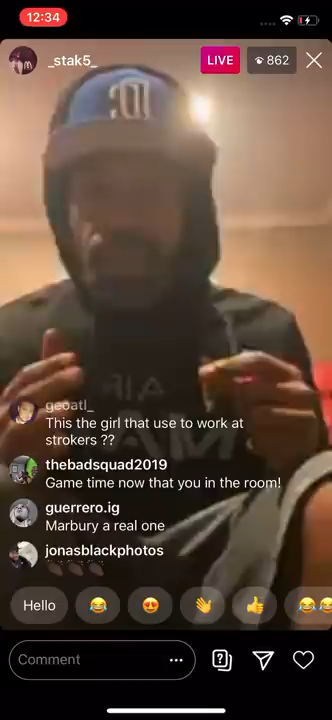 12:34
_stak5_
LIVE
862
AIR
geoatl_
This the girl that use to work at
strokers ??
thebadsquad2019
Game time now that you in the room!
guerrero.ig
Marbury a real one
jonasblackphotos
Hello
Comment